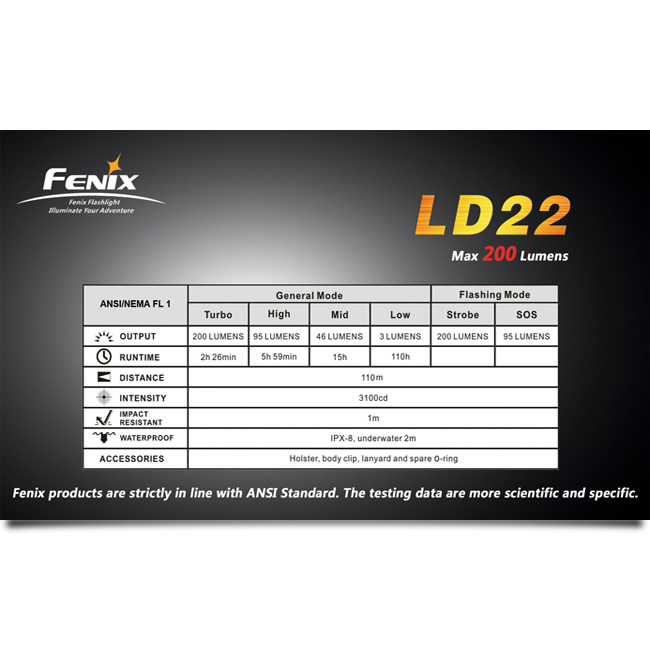 FENIX
Fenix Flashlight
Illuminate Your Adventure
LD22
Max 200 Lumens
ANSI/NEMA FL 1 General Mode Flashing Mode
Turbo High Mid Low Strobe SOS
OUTPUT 200 LUMENS 95 LUMENS 46 LUMENS 3 LUMENS 200 LUMENS 95 LUMENS
RUNTIME 2h 26min 5h 59min 15h 110h
DISTANCE 110m
INTENSITY 3100cd
IMPACT RESISTANT 1m
WATERPROOF IPX-8, underwater 2m
ACCESSORIES Holster, body clip, lanyard and spare O-ring
Fenix products are strictly in line with ANSI Standard. The testing data are more scientific and specific.